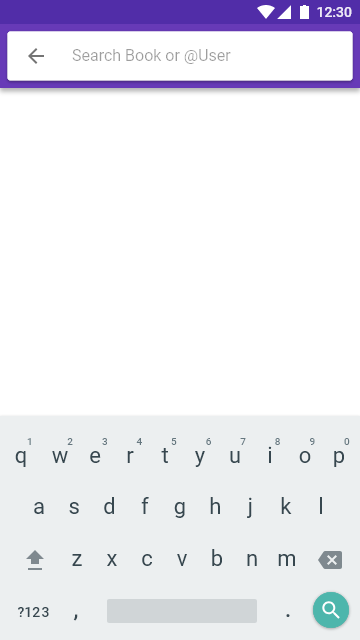 12:30
Search Book or @User
1 2 3 4 5 6 7 8 9 0
q w e r t y u i o p
a s d f g h j k l
z x c v b n m
?123 , .